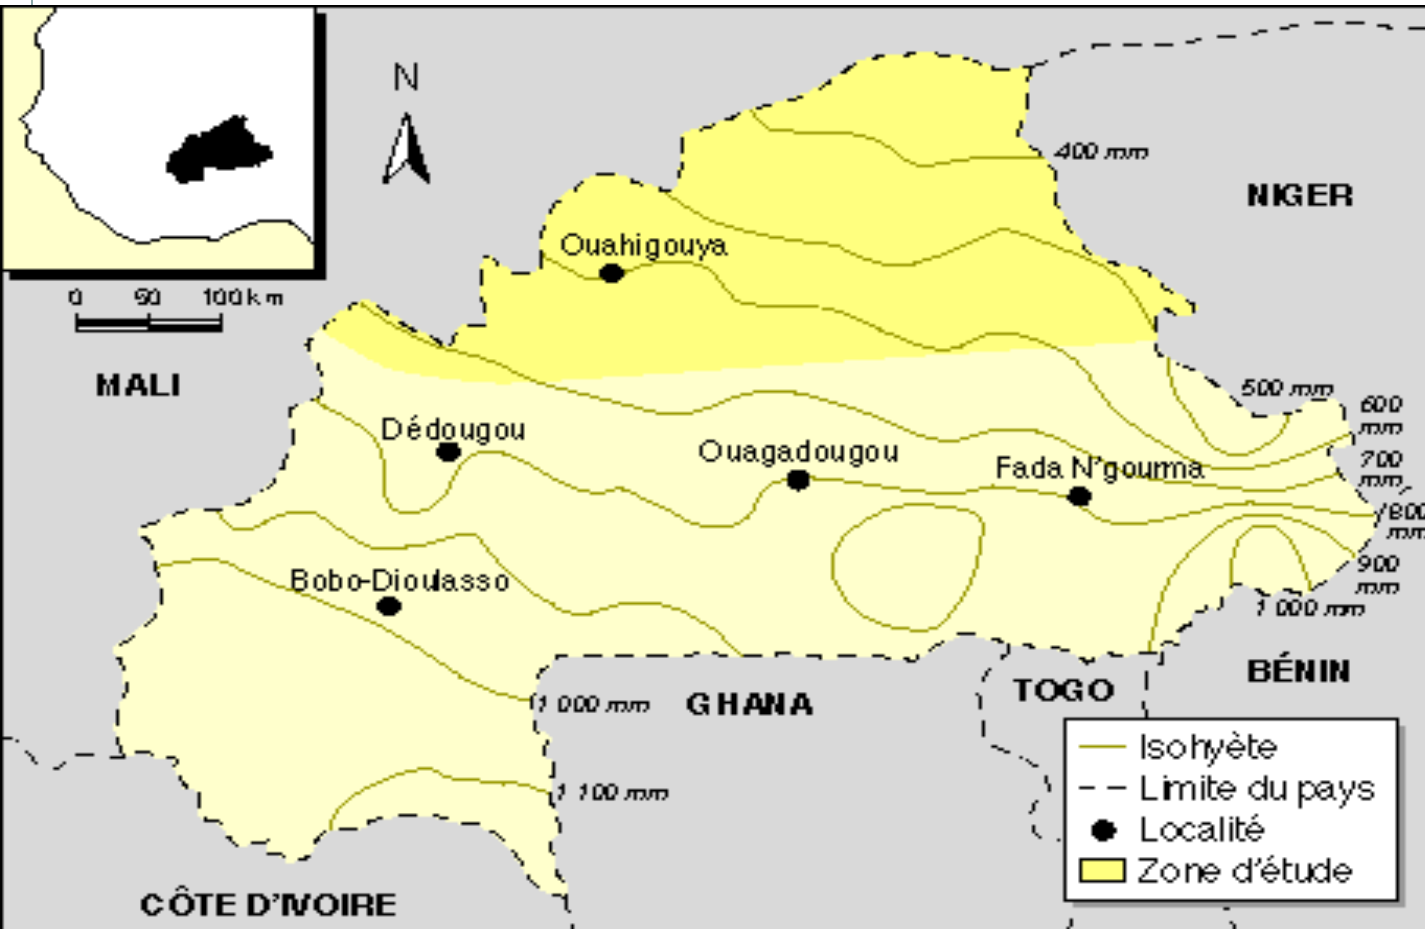 N
400 mm
NIGER
Ouahigouya
0 50 100 km
MALI
500 mm
600
mm
Dédougou
Ouagadougou
Fada N'gourma
700
mm
800
mm
Bobo-Dioulasso
900
mm
1 000 mm
BÉNIN
1 000 mm
GHANA
TOGO
1 100 mm
Isohyète
Limite du pays
Localité
Zone d'étude
CÔTE D'IVOIRE